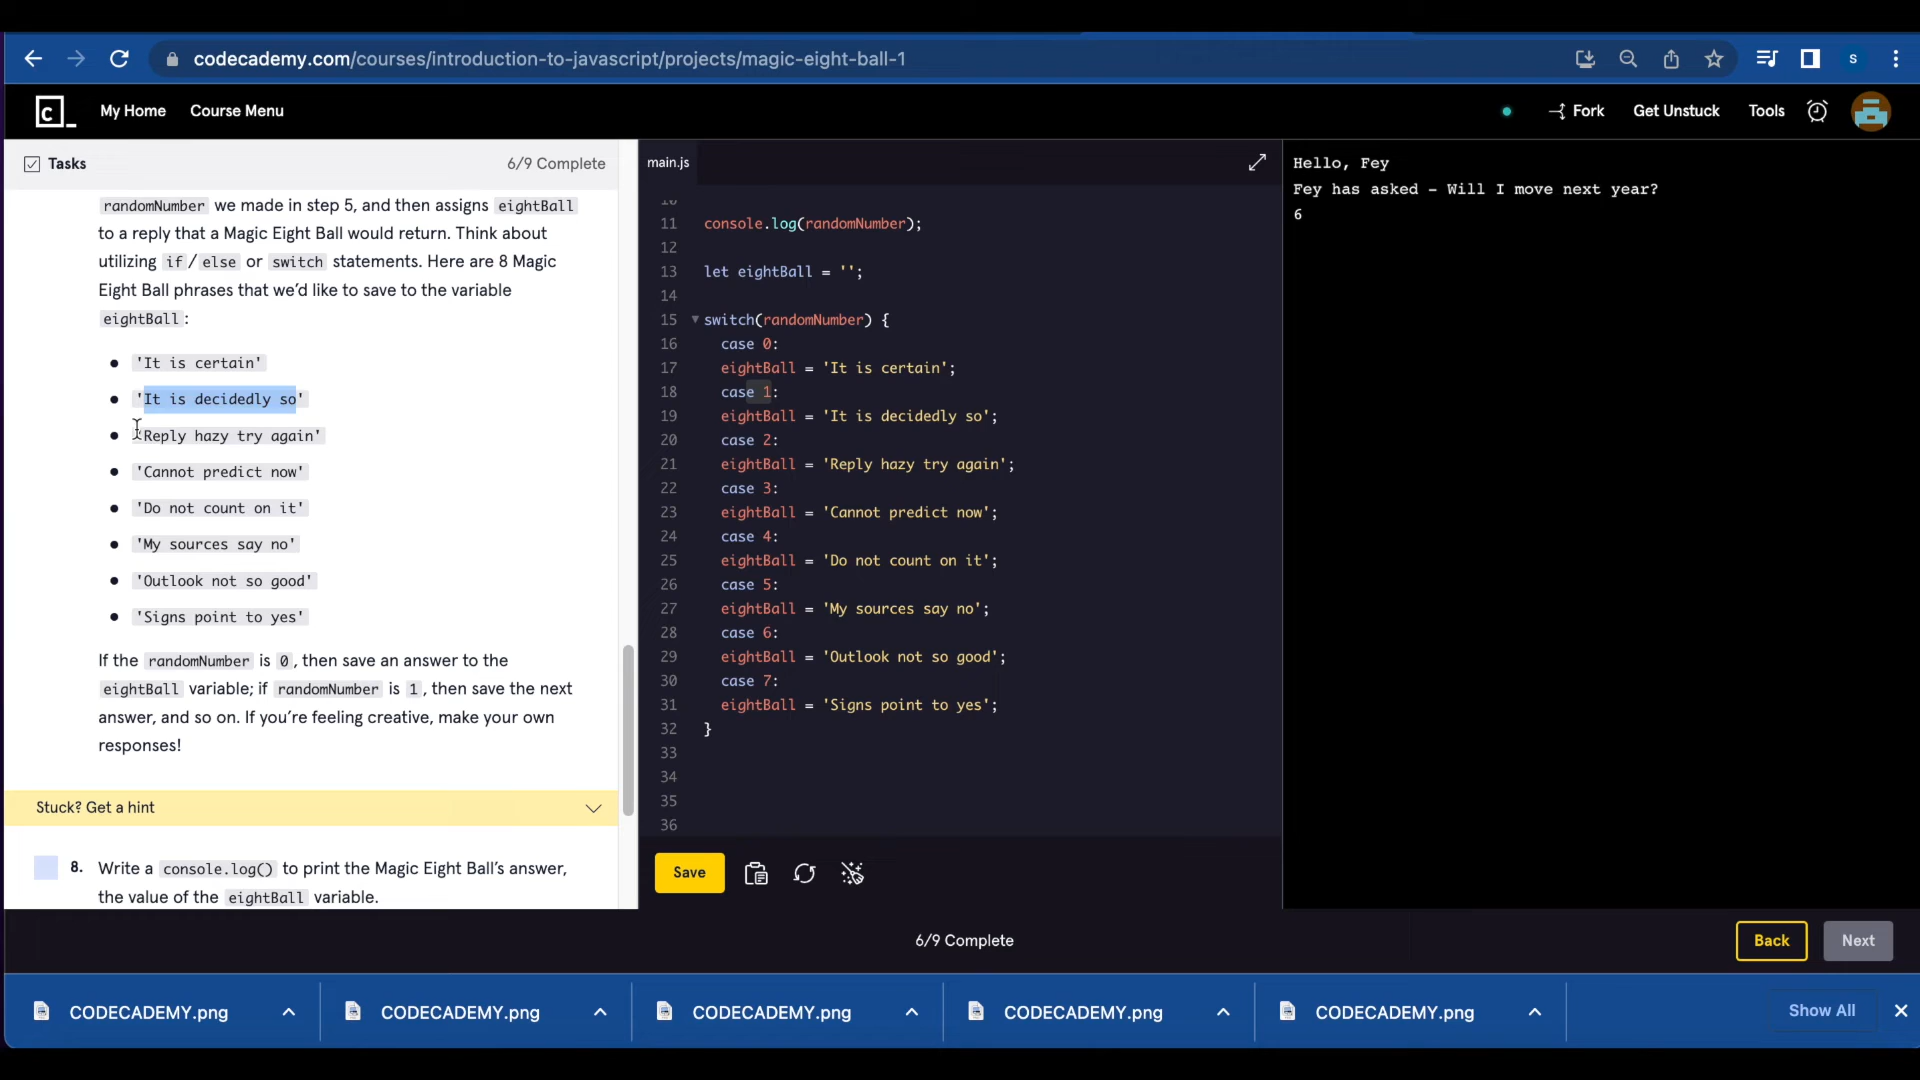 codecademy.com/courses/introduction-to-javascript/projects/magic-eight-ball-1
s
c
My Home
Course Menu
Fork
Get Unstuck
Tools
Tasks
6/9 Complete
randomNumber we made in step 5, and then assigns eightBall
to a reply that a Magic Eight Ball would return. Think about
utilizing if / else or switch statements. Here are 8 Magic
Eight Ball phrases that we'd like to save to the variable
eightBall :
'It is certain'
'It is decidedly so'
'Reply hazy try again'
'Cannot predict now'
'Do not count on it'
'My sources say no'
'Outlook not so good'
'Signs point to yes'
If the randomNumber is 0 , then save an answer to the
eightBall variable; if randomNumber is 1 , then save the next
answer, and so on. If you're feeling creative, make your own
responses!
Stuck? Get a hint
8. Write a console.log() to print the Magic Eight Ball's answer,
the value of the eightBall variable.
main.js
10
11 console.log(randomNumber);
12
13 let eightBall = '';
14
15 switch(randomNumber) {
16 case 0:
17 eightBall = 'It is certain';
18 case 1:
19 eightBall = 'It is decidedly so';
20 case 2:
21 eightBall = 'Reply hazy try again';
22 case 3:
23 eightBall = 'Cannot predict now';
24 case 4:
25 eightBall = 'Do not count on it';
26 case 5:
27 eightBall = 'My sources say no';
28 case 6:
29 eightBall = 'Outlook not so good';
30 case 7:
31 eightBall = 'Signs point to yes';
32 }
33
34
35
36
Save
Hello, Fey
Fey has asked - Will I move next year?
6
6/9 Complete
Back
Next
CODECADEMY.png
CODECADEMY.png
CODECADEMY.png
CODECADEMY.png
CODECADEMY.png
Show All